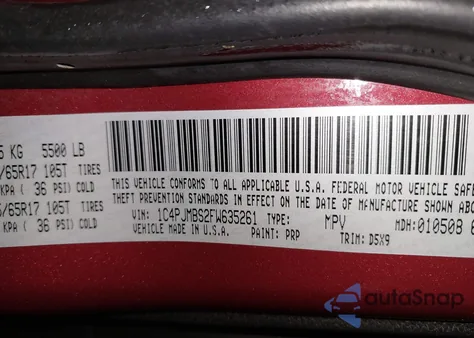 5 KG 5500 LB
/65R17 105T TIRES
KPA ( 36 PSI) COLD
/65R17 105T TIRES
KPA ( 36 PSI) COLD
THIS VEHICLE CONFORMS TO ALL APPLICABLE U.S.A. FEDERAL MOTOR VEHICLE SAFE
THEFT PREVENTION STANDARDS IN EFFECT ON THE DATE OF MANUFACTURE SHOWN ABO
VIN: 1C4PJMBS2FW635261 TYPE: MPV MDH:010508
MADE IN U.S.A. PAINT: PRP TRIM: D5X9
autoSnap